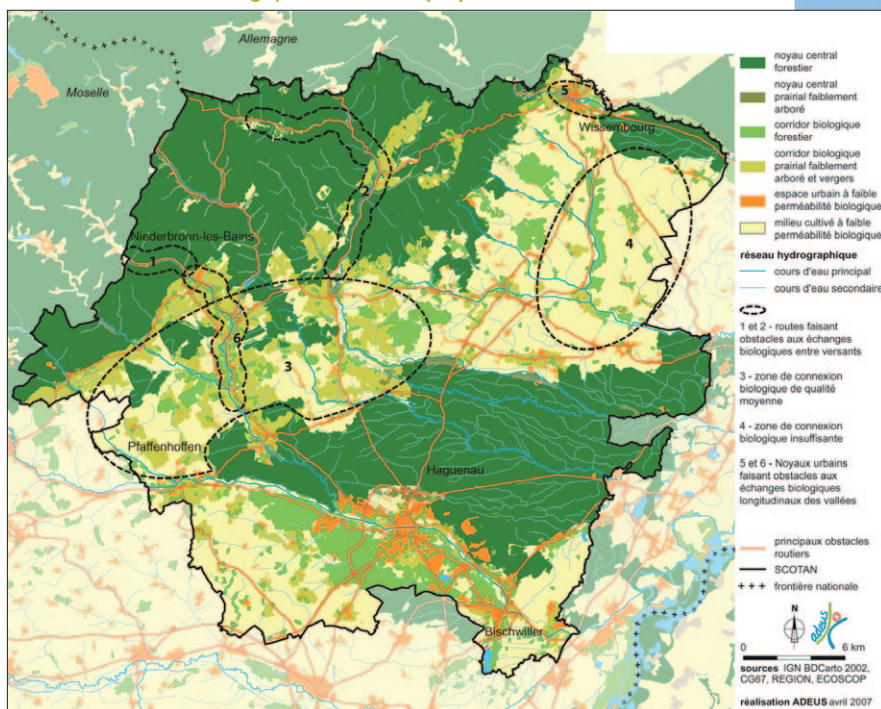 Allemagne
Moselle
5
Wissembourg
2
Niederbronn-les-Bains
1
4
6
3
Pfaffenhoffen
Haguenau
Bischwiller
noyau central
forestier
noyau central
prairial faiblement
arboré
corridor biologique
forestier
corridor biologique
prairial faiblement
arboré et vergers
espace urbain à faible
perméabilité biologique
milieu cultivé à faible
perméabilité biologique
réseau hydrographique
cours d'eau principal
cours d'eau secondaire
1 et 2 - routes faisant
obstacles aux échanges
biologiques entre versants
3 - zone de connexion
biologique de qualité
moyenne
4 - zone de connexion
biologique insuffisante
5 et 6 - Noyaux urbains
faisant obstacles aux
échanges biologiques
longitudinaux des vallées
principaux obstacles
routiers
SCOTAN
frontière nationale
N
adeus
0 6 km
sources IGN BDCarto 2002,
CG67, REGION, ECOSCOP
réalisation ADEUS avril 2007